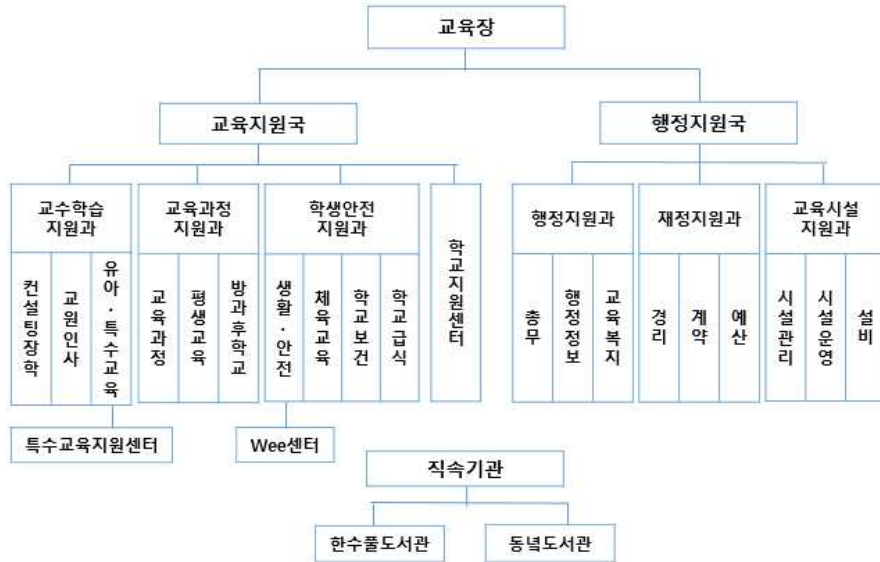 교육장
교육지원국
행정지원국
교수학습
지원과
교육과정
지원과
학생안전
지원과
학교지원센터
행정지원과
재정지원과
교육시설
지원과
컨설팅장학
교원인사
유아·특수교육
교육과정
평생교육
방과후학교
생활·안전
체육교육
학교보건
학교급식
총무
행정정보
교육복지
경리
계약
예산
시설관리
시설운영
설비
특수교육지원센터
Wee센터
직속기관
한수풀도서관
동녘도서관